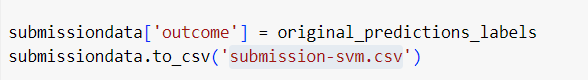 submissiondata['outcome'] = original_predictions_labels
submissiondata.to_csv('submission-svm.csv')